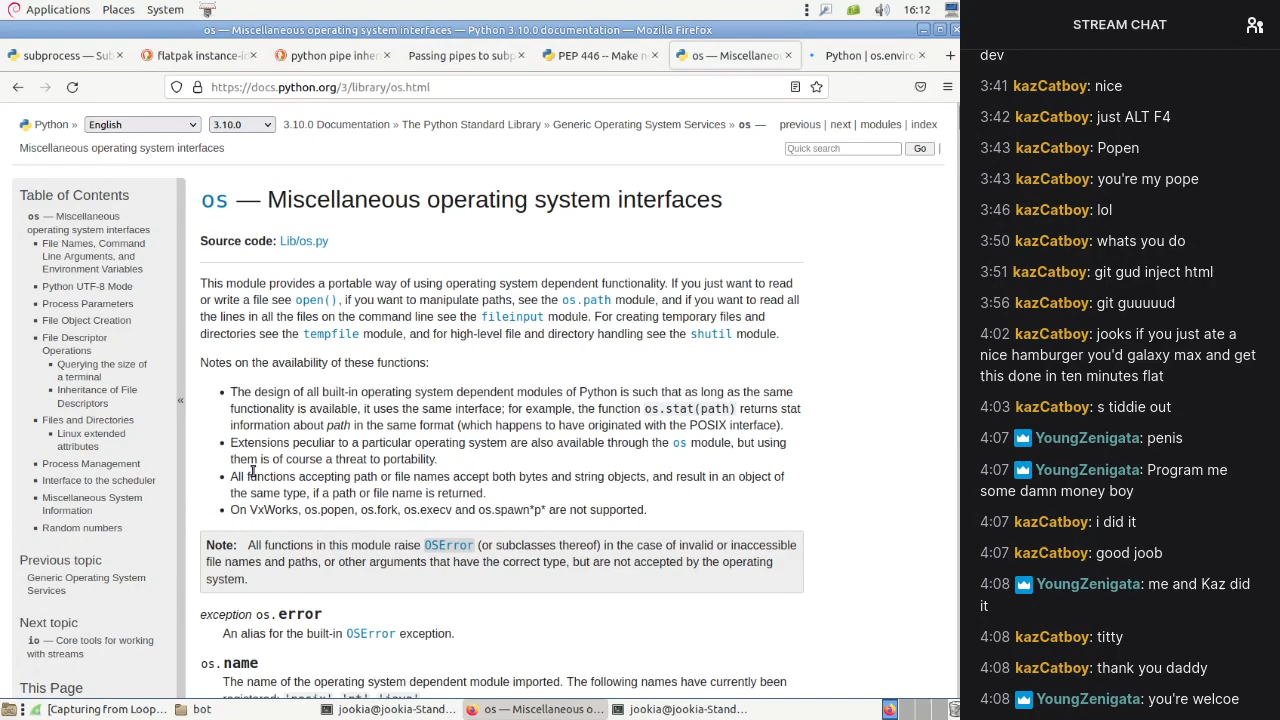 Applications Places System 16:12
os — Miscellaneous operating system interfaces — Python 3.10.0 documentation — Mozilla Firefox
subprocess — Sub flatpak instance-i python pipe inher Passing pipes to subp PEP 446 -- Make n os — Miscellaneou Python | os.enviro
https://docs.python.org/3/library/os.html
Python » English 3.10.0 3.10.0 Documentation » The Python Standard Library » Generic Operating System Services » os — previous | next | modules | index
Miscellaneous operating system interfaces Quick search Go |
Table of Contents
os — Miscellaneous
operating system interfaces
File Names, Command
Line Arguments, and
Environment Variables
Python UTF-8 Mode
Process Parameters
File Object Creation
File Descriptor
Operations
Querying the size of
a terminal
Inheritance of File
Descriptors
Files and Directories
Linux extended
attributes
Process Management
Interface to the scheduler
Miscellaneous System
Information
Random numbers
Previous topic
Generic Operating System
Services
Next topic
io — Core tools for working
with streams
This Page
«
os — Miscellaneous operating system interfaces
Source code: Lib/os.py
This module provides a portable way of using operating system dependent functionality. If you just want to read
or write a file see open(), if you want to manipulate paths, see the os.path module, and if you want to read all
the lines in all the files on the command line see the fileinput module. For creating temporary files and
directories see the tempfile module, and for high-level file and directory handling see the shutil module.
Notes on the availability of these functions:
The design of all built-in operating system dependent modules of Python is such that as long as the same
functionality is available, it uses the same interface; for example, the function os.stat(path) returns stat
information about path in the same format (which happens to have originated with the POSIX interface).
Extensions peculiar to a particular operating system are also available through the os module, but using
them is of course a threat to portability.
All functions accepting path or file names accept both bytes and string objects, and result in an object of
the same type, if a path or file name is returned.
On VxWorks, os.popen, os.fork, os.execv and os.spawn*p* are not supported.
Note: All functions in this module raise OSError (or subclasses thereof) in the case of invalid or inaccessible
file names and paths, or other arguments that have the correct type, but are not accepted by the operating
system.
exception os.error
An alias for the built-in OSError exception.
os.name
The name of the operating system dependent module imported. The following names have currently been
registered: 'posix', 'nt', 'java'.
[Capturing from Loop... bot jookia@jookia-Stand... os — Miscellaneous o... jookia@jookia-Stand...
STREAM CHAT
dev
3:41 kazCatboy: nice
3:42 kazCatboy: just ALT F4
3:43 kazCatboy: Popen
3:43 kazCatboy: you're my pope
3:46 kazCatboy: lol
3:50 kazCatboy: whats you do
3:51 kazCatboy: git gud inject html
3:56 kazCatboy: git guuuuud
4:02 kazCatboy: jooks if you just ate a
nice hamburger you'd galaxy max and get
this done in ten minutes flat
4:03 kazCatboy: s tiddie out
4:07 YoungZenigata: penis
4:07 YoungZenigata: Program me
some damn money boy
4:07 kazCatboy: i did it
4:07 kazCatboy: good joob
4:08 YoungZenigata: me and Kaz did
it
4:08 kazCatboy: titty
4:08 kazCatboy: thank you daddy
4:08 YoungZenigata: you're welcoe